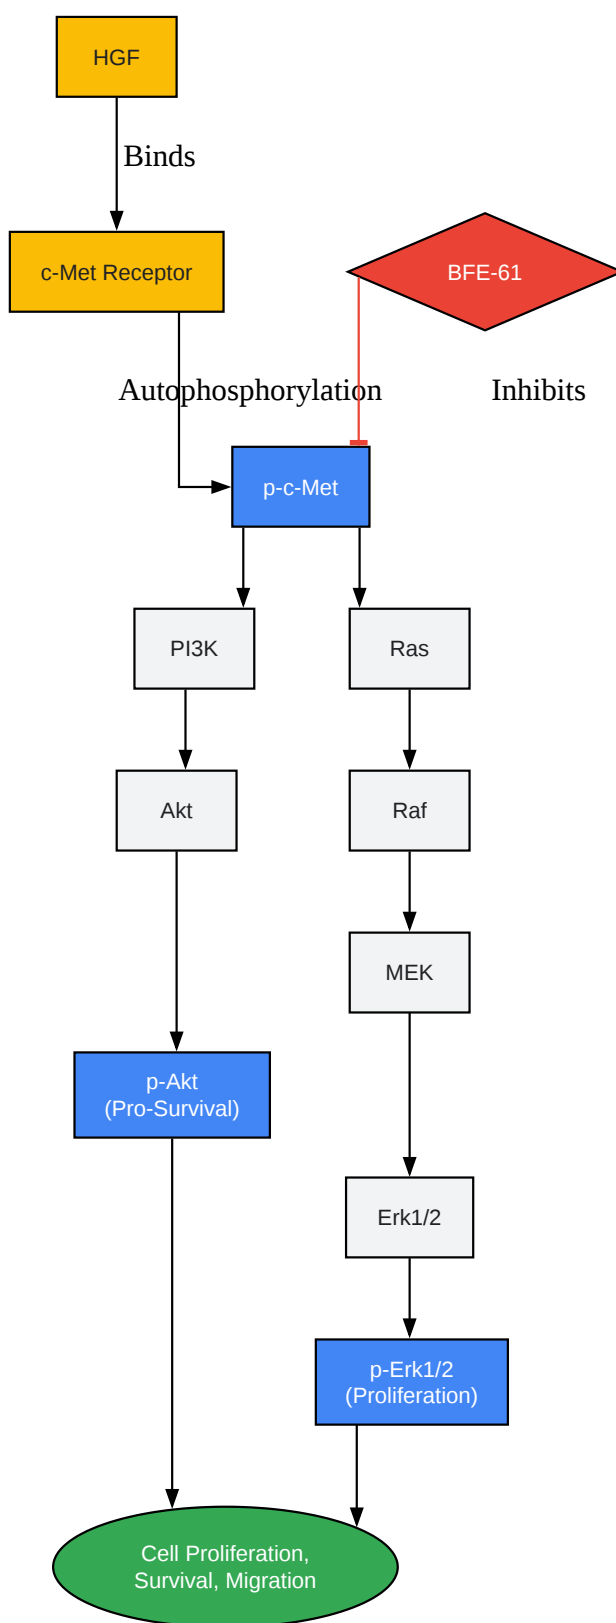 HGF
Binds
c-Met Receptor
BFE-61
Autophosphorylation
Inhibits
p-c-Met
PI3K
Ras
Akt
Raf
MEK
p-Akt
(Pro-Survival)
Erk1/2
p-Erk1/2
(Proliferation)
Cell Proliferation,
Survival, Migration